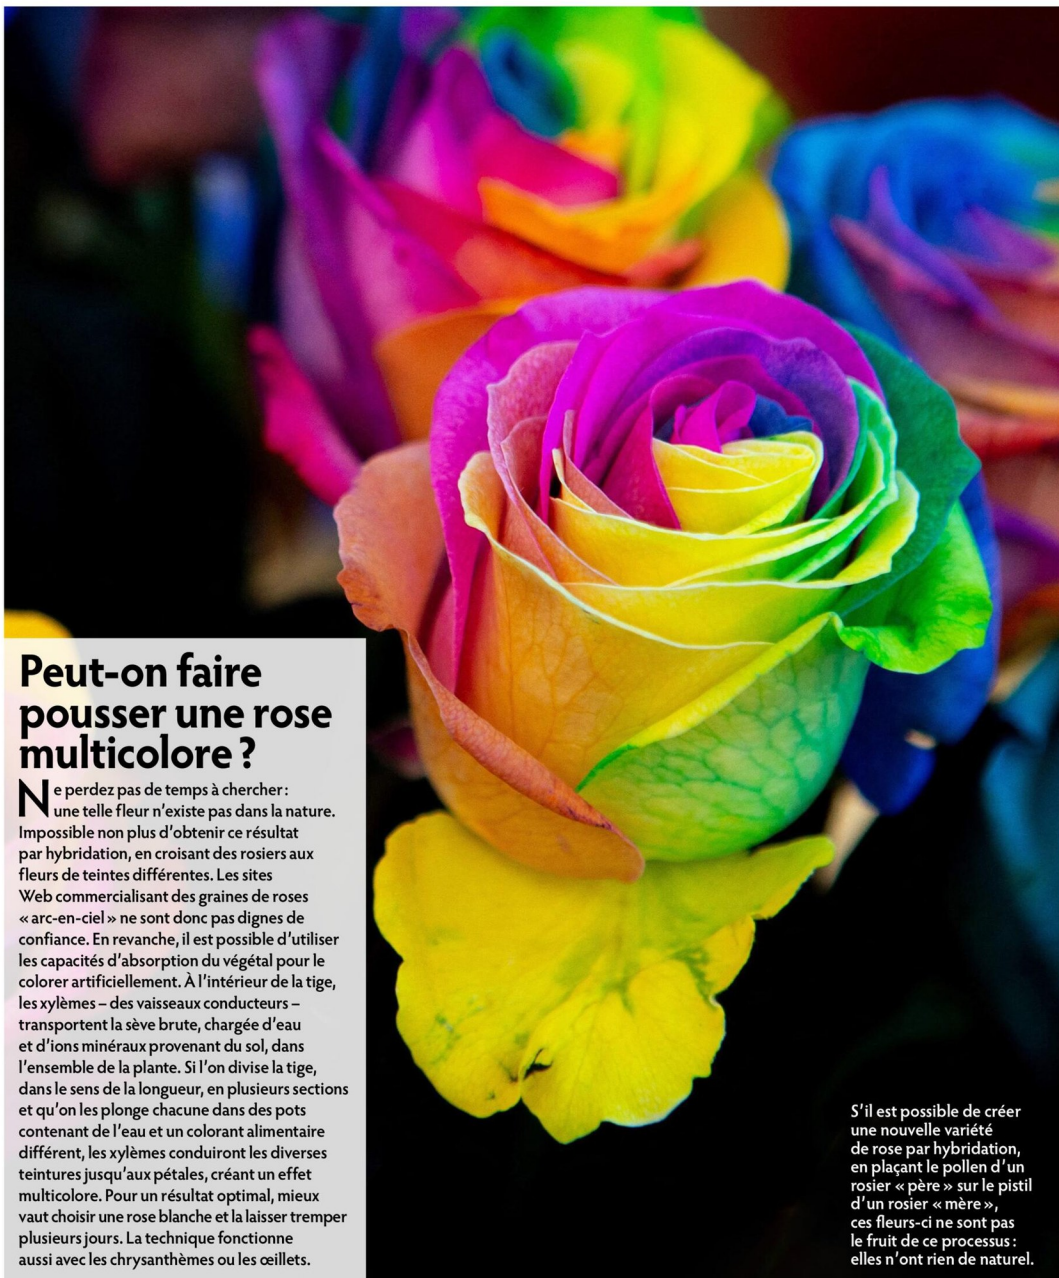 Peut-on faire
pousser une rose
multicolore ?
Ne perdez pas de temps à chercher :
une telle fleur n'existe pas dans la nature.
Impossible non plus d'obtenir ce résultat
par hybridation, en croisant des rosiers aux
fleurs de teintes différentes. Les sites
Web commercialisant des graines de roses
« arc-en-ciel » ne sont donc pas dignes de
confiance. En revanche, il est possible d'utiliser
les capacités d'absorption du végétal pour le
colorer artificiellement. À l'intérieur de la tige,
les xylèmes – des vaisseaux conducteurs –
transportent la sève brute, chargée d'eau
et d'ions minéraux provenant du sol, dans
l'ensemble de la plante. Si l'on divise la tige,
dans le sens de la longueur, en plusieurs sections
et qu'on les plonge chacune dans des pots
contenant de l'eau et un colorant alimentaire
différent, les xylèmes conduiront les diverses
teintures jusqu'aux pétales, créant un effet
multicolore. Pour un résultat optimal, mieux
vaut choisir une rose blanche et la laisser tremper
plusieurs jours. La technique fonctionne
aussi avec les chrysanthèmes ou les œillets.
S'il est possible de créer
une nouvelle variété
de rose par hybridation,
en plaçant le pollen d'un
rosier « père » sur le pistil
d'un rosier « mère »,
ces fleurs-ci ne sont pas
le fruit de ce processus :
elles n'ont rien de naturel.